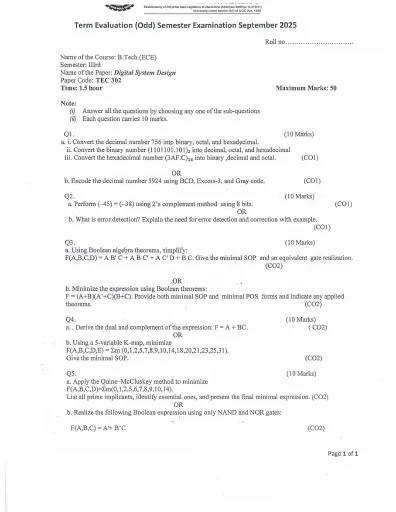 Term Evaluation (Odd) Semester Examination September 2025
Roll no..............................
Name of the Course: B.Tech (ECE)
Semester: IIIrd
Name of the Paper: Digital System Design
Paper Code: TEC 302
Time: 1.5 hour Maximum Marks: 50
Note:
(i) Answer all the questions by choosing any one of the sub-questions
(ii) Each question carries 10 marks.
Q1. (10 Marks)
a. i. Convert the decimal number 756 into binary, octal, and hexadecimal.
ii. Convert the binary number (1101101.101)₂ into decimal, octal, and hexadecimal
iii. Convert the hexadecimal number (3AF.C)₁₆ into binary ,decimal and octal. (CO1)
OR
b. Encode the decimal number 5924 using BCD, Excess-3, and Gray code. (CO1)
Q2. (10 Marks)
a. Perform (–45) + (–38) using 2’s complement method using 8 bits. (CO1)
OR
b. What is error detection? Explain the need for error detection and correction with example.
(CO1)
Q3. (10 Marks)
a. Using Boolean algebra theorems, simplify:
F(A,B,C,D) = A B' C + A B C' + A C' D + B C. Give the minimal SOP and an equivalent gate realization.
(CO2)
OR
b. Minimize the expression using Boolean theorems:
F = (A+B)(A'+C)(B+C). Provide both minimal SOP and minimal POS forms and indicate any applied
theorems. (CO2)
Q4. (10 Marks)
a. . Derive the dual and complement of the expression: F = A + BC. ( CO2)
OR
b. Using a 5-variable K-map, minimize
F(A,B,C,D,E) = Σm (0,1,2,5,7,8,9,10,14,18,20,21,23,25,31).
Give the minimal SOP. (CO2)
Q5. (10 Marks)
a. Apply the Quine–McCluskey method to minimize
F(A,B,C,D)=Σm(0,1,2,5,6,7,8,9,10,14).
List all prime implicants, identify essential ones, and present the final minimal expression. (CO2)
OR
b. Realize the following Boolean expression using only NAND and NOR gates:
F(A,B,C) = A'+ B'C (CO2)
Page 1 of 1